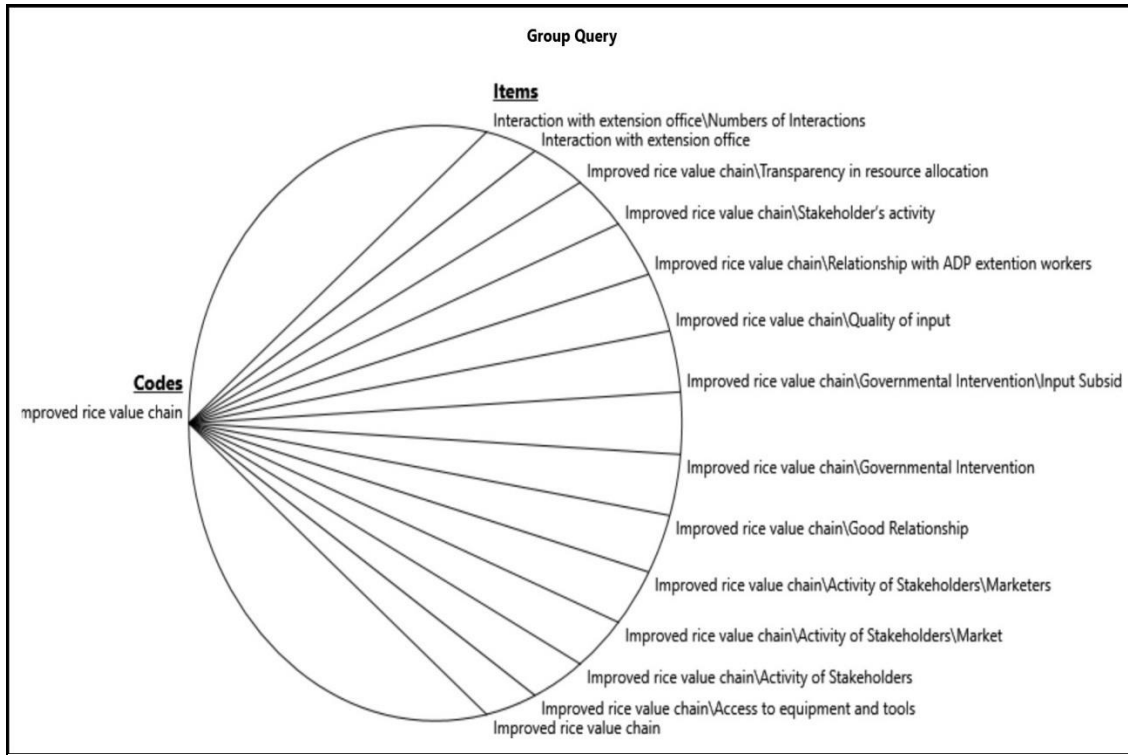 Group Query
Items
Interaction with extension office\Numbers of Interactions
Interaction with extension office
Improved rice value chain\Transparency in resource allocation
Improved rice value chain\Stakeholder's activity
Improved rice value chain\Relationship with ADP extention workers
Improved rice value chain\Quality of input
Codes
Improved rice value chain\Governmental Intervention\Input Subsid
mproved rice value chain
Improved rice value chain\Governmental Intervention
Improved rice value chain\Good Relationship
Improved rice value chain\Activity of Stakeholders\Marketers
Improved rice value chain\Activity of Stakeholders\Market
Improved rice value chain\Activity of Stakeholders
Improved rice value chain\Access to equipment and tools
Improved rice value chain